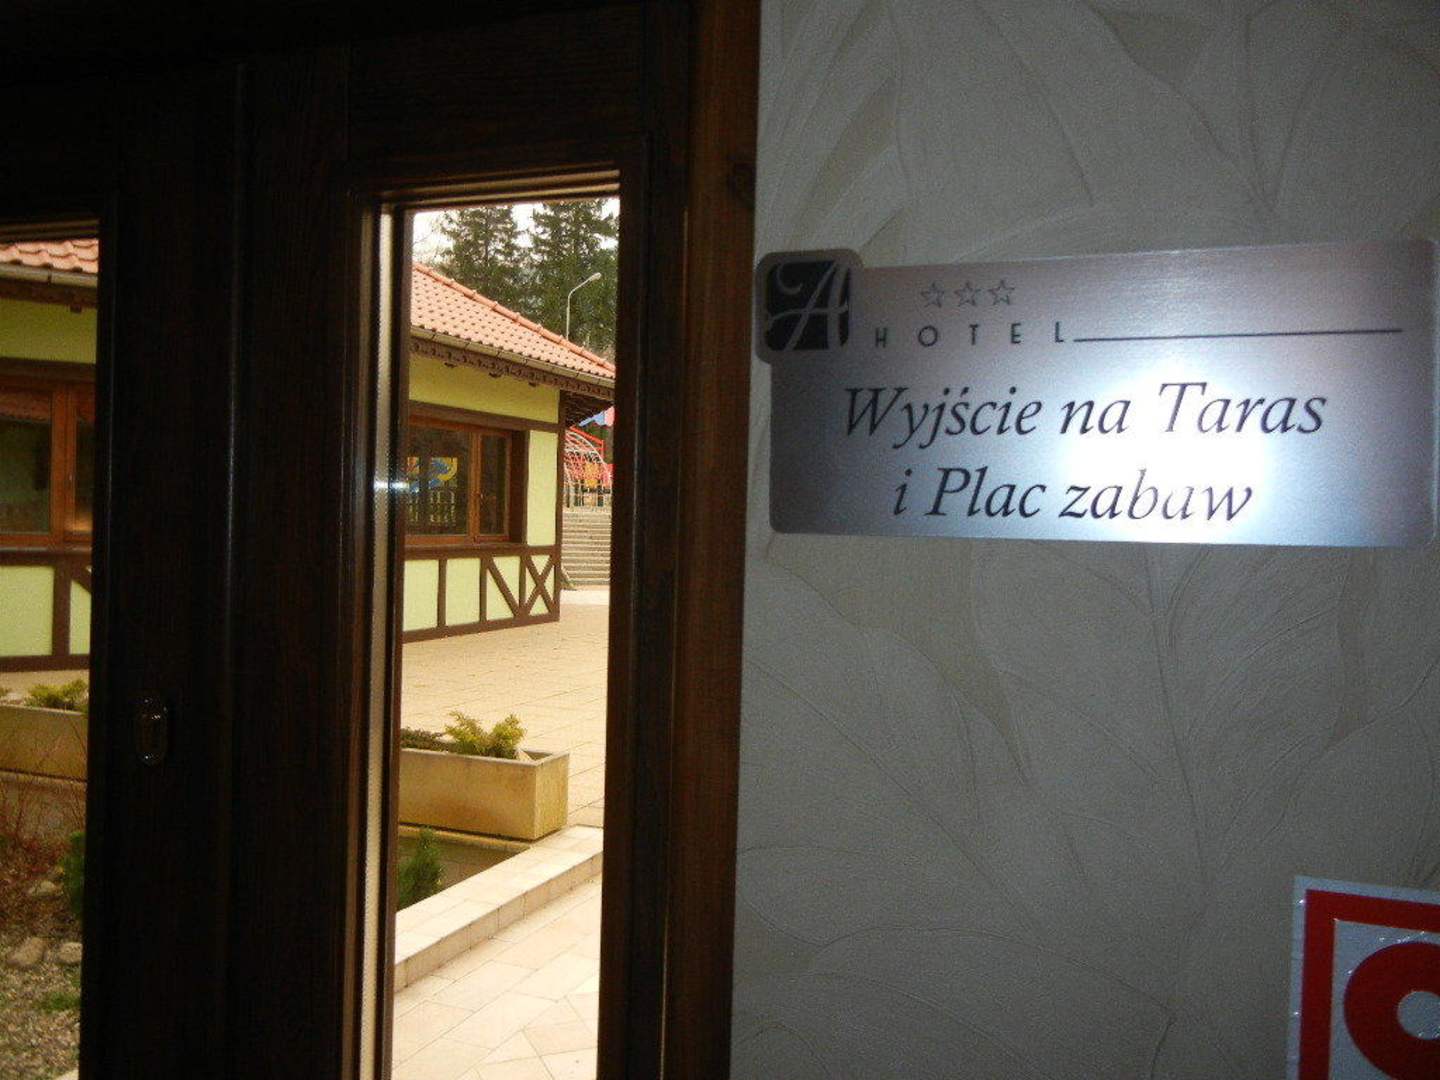 A
HOTEL
Wyjście na Taras
i Plac zabaw